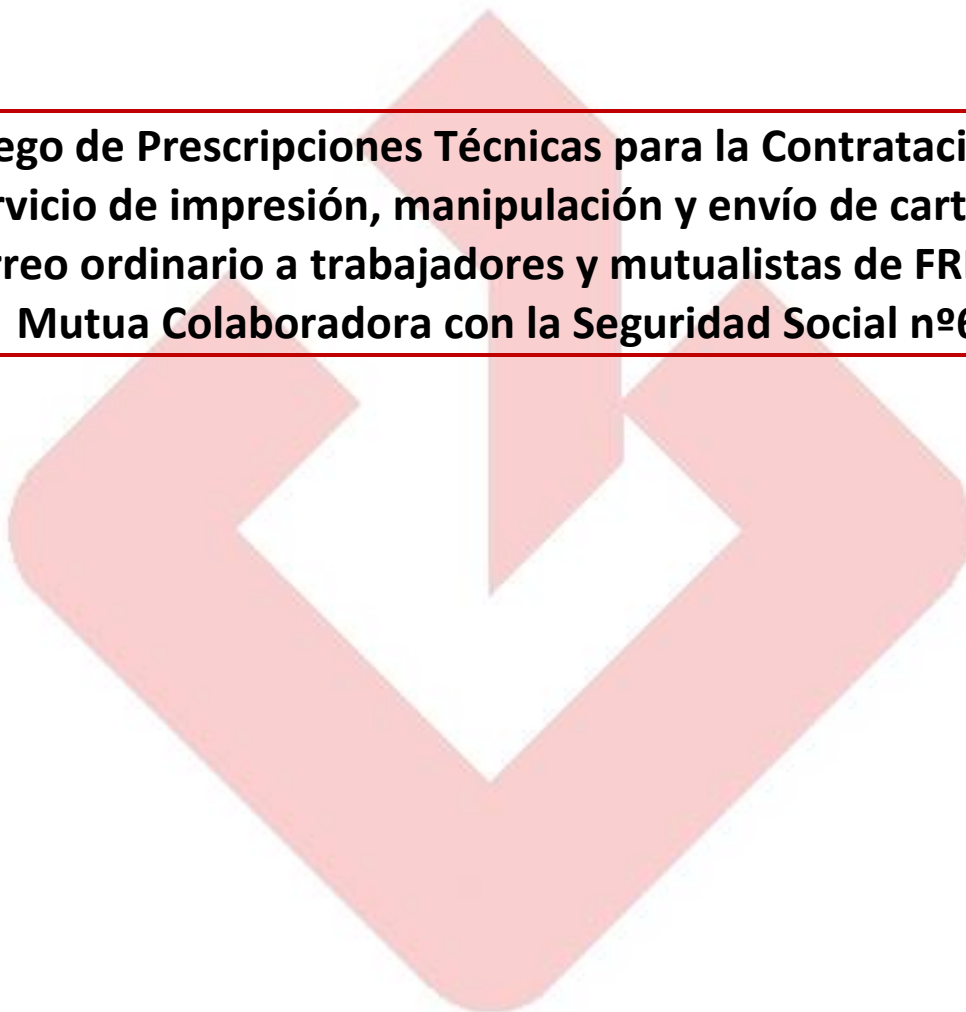 ego de Prescripciones Técnicas para la Contrataci
rvicio de impresión, manipulación y envío de cart
rreo ordinario a trabajadores y mutualistas de FR
Mutua Colaboradora con la Seguridad Social nº6